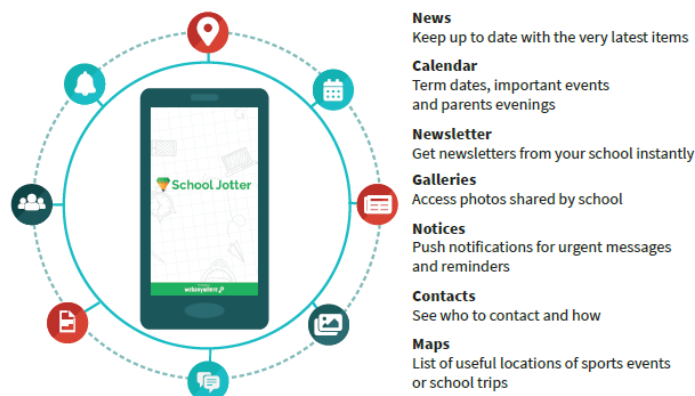 School Jotter
webanywhere
News
Keep up to date with the very latest items
Calendar
Term dates, important events
and parents evenings
Newsletter
Get newsletters from your school instantly
Galleries
Access photos shared by school
Notices
Push notifications for urgent messages
and reminders
Contacts
See who to contact and how
Maps
List of useful locations of sports events
or school trips